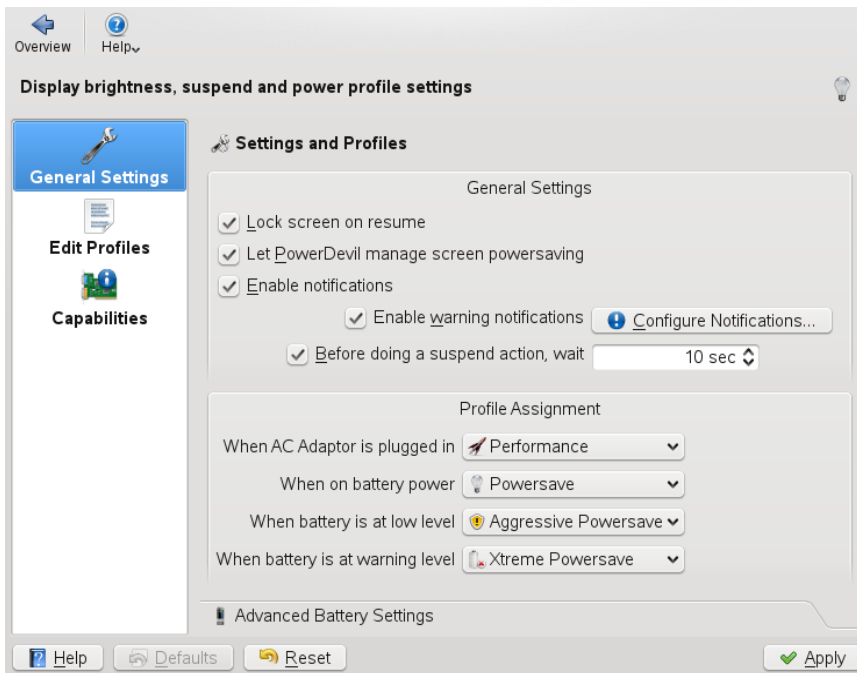 Overview
Help
Display brightness, suspend and power profile settings
General Settings
Edit Profiles
Capabilities
Settings and Profiles
General Settings
Lock screen on resume
Let PowerDevil manage screen powersaving
Enable notifications
Enable warning notifications
Configure Notifications...
Before doing a suspend action, wait
10 sec
Profile Assignment
When AC Adaptor is plugged in
Performance
When on battery power
Powersave
When battery is at low level
Aggressive Powersave
When battery is at warning level
Xtreme Powersave
Advanced Battery Settings
Help
Defaults
Reset
Apply